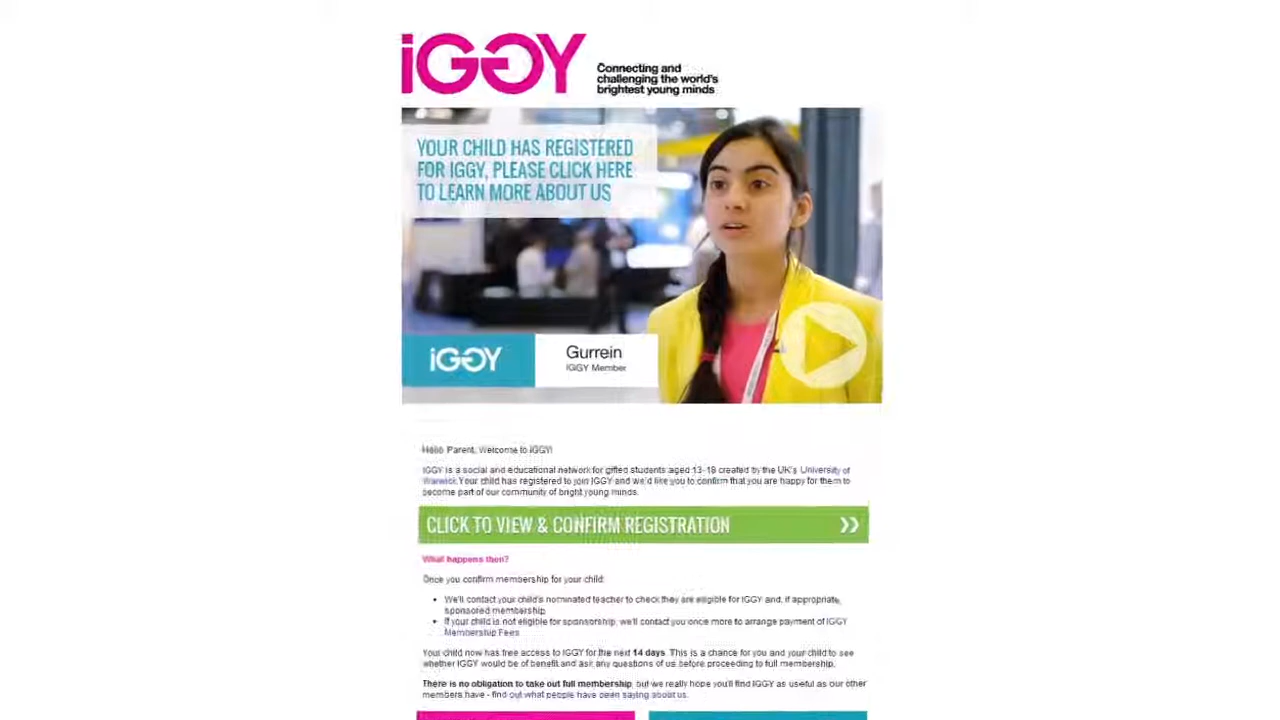 iGGY
Connecting and
challenging the world's
brightest young minds
YOUR CHILD HAS REGISTERED
FOR IGGY, PLEASE CLICK HERE
TO LEARN MORE ABOUT US
iGGY
Gurrein
IGGY Member
Hello Parent, Welcome to IGGY!
IGGY is a social and educational network for gifted students aged 13-18 created by the UK's University of
Warwick. Your child has registered to join IGGY and we'd like you to confirm that you are happy for them to
become part of our community of bright young minds.
CLICK TO VIEW & CONFIRM REGISTRATION »
What happens then?
Once you confirm membership for your child:
• We'll contact your child's nominated teacher to check they are eligible for IGGY and, if appropriate,
sponsored membership.
• If your child is not eligible for sponsorship, we'll contact you once more to arrange payment of IGGY
Membership Fees
Your child now has free access to IGGY for the next 14 days. This is a chance for you and your child to see
whether IGGY would be of benefit and ask any questions of us before proceeding to full membership.
There is no obligation to take out full membership, but we really hope you'll find IGGY as useful as our other
members have - find out what people have been saying about us.